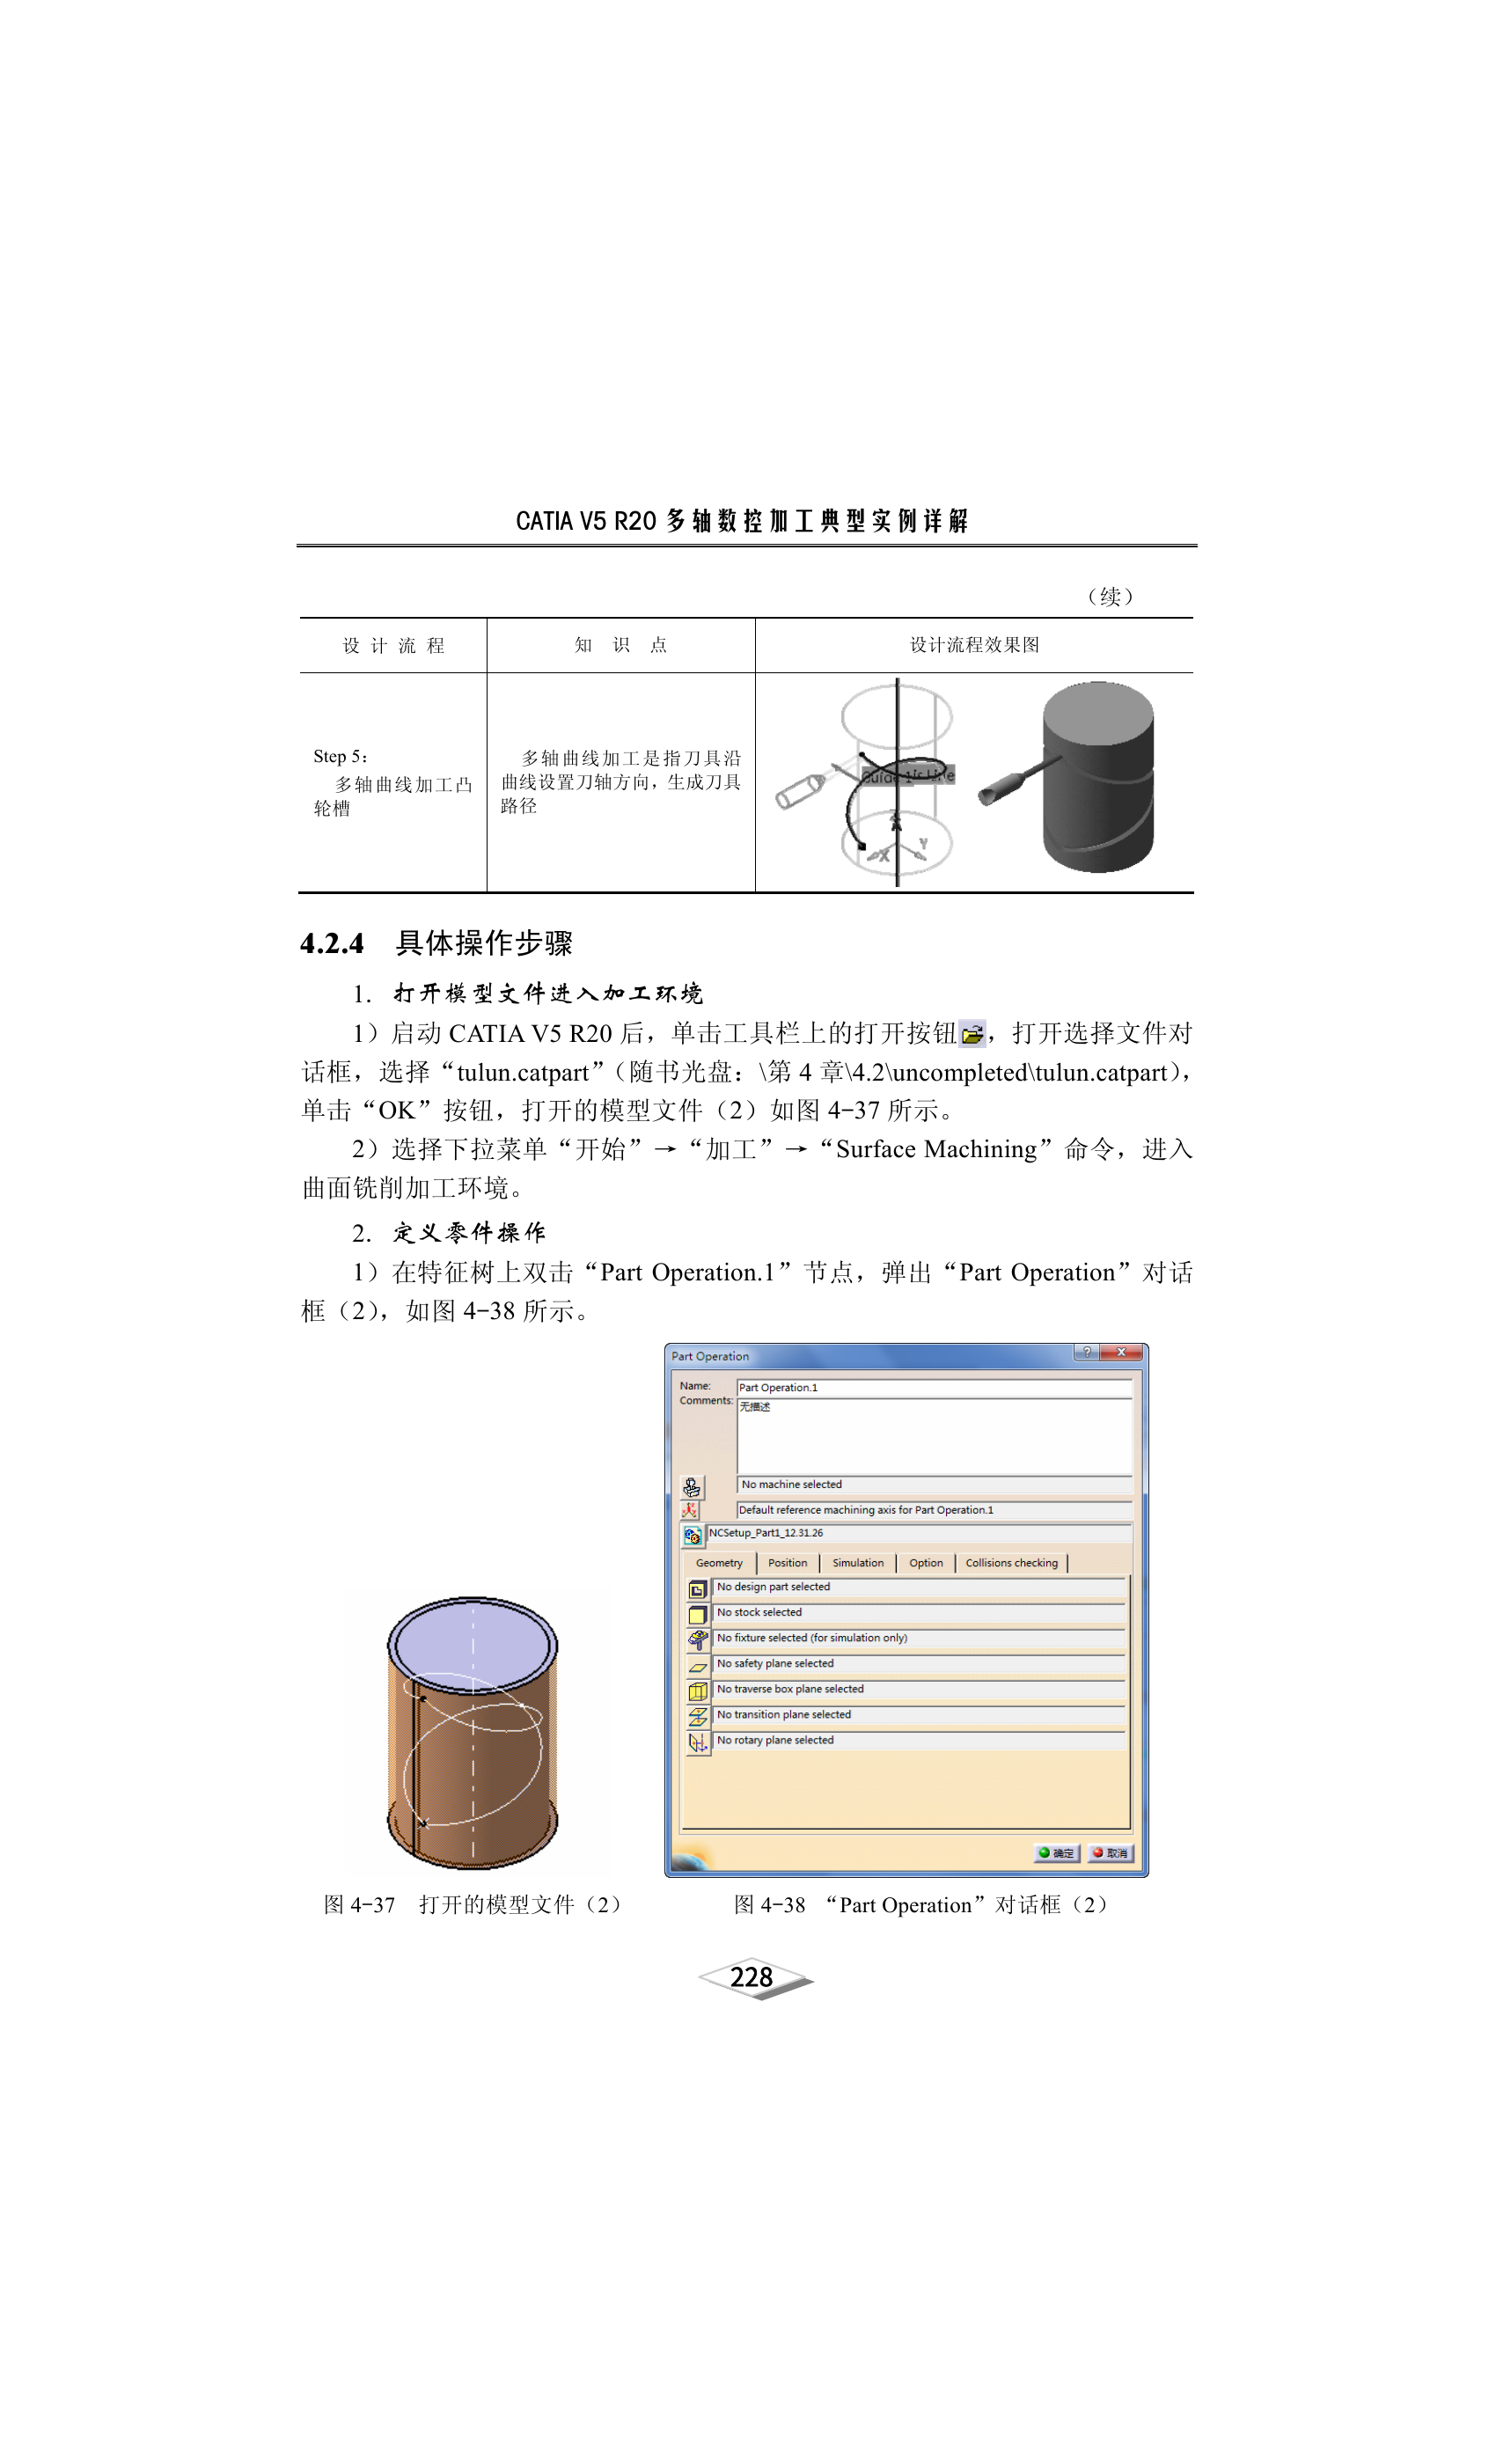 CATIA V5 R20 多轴数控加工典型实例详解
（续）
设 计 流 程
知 识 点
设计流程效果图
Step 5：
多轴曲线加工凸
轮槽
多轴曲线加工是指刀具沿
曲线设置刀轴方向，生成刀具
路径
X
Y
4.2.4 具体操作步骤
1. 打开模型文件进入加工环境
1）启动 CATIA V5 R20 后，单击工具栏上的打开按钮，打开选择文件对
话框，选择“tulun.catpart”（随书光盘：\第 4 章\4.2\uncompleted\tulun.catpart），
单击“OK”按钮，打开的模型文件（2）如图 4-37 所示。
2）选择下拉菜单“开始”→“加工”→“Surface Machining”命令，进入
曲面铣削加工环境。
2. 定义零件操作
1）在特征树上双击“Part Operation.1”节点，弹出“Part Operation”对话
框（2），如图 4-38 所示。
Part Operation
Name:
Part Operation.1
Comments:
无描述
No machine selected
Default reference machining axis for Part Operation.1
NCSetup_Part1_12.31.26
Geometry Position Simulation Option Collisions checking
No design part selected
No stock selected
No fixture selected (for simulation only)
No safety plane selected
No traverse box plane selected
No transition plane selected
No rotary plane selected
确定 取消
图 4-37 打开的模型文件（2）
图 4-38 “Part Operation”对话框（2）
228